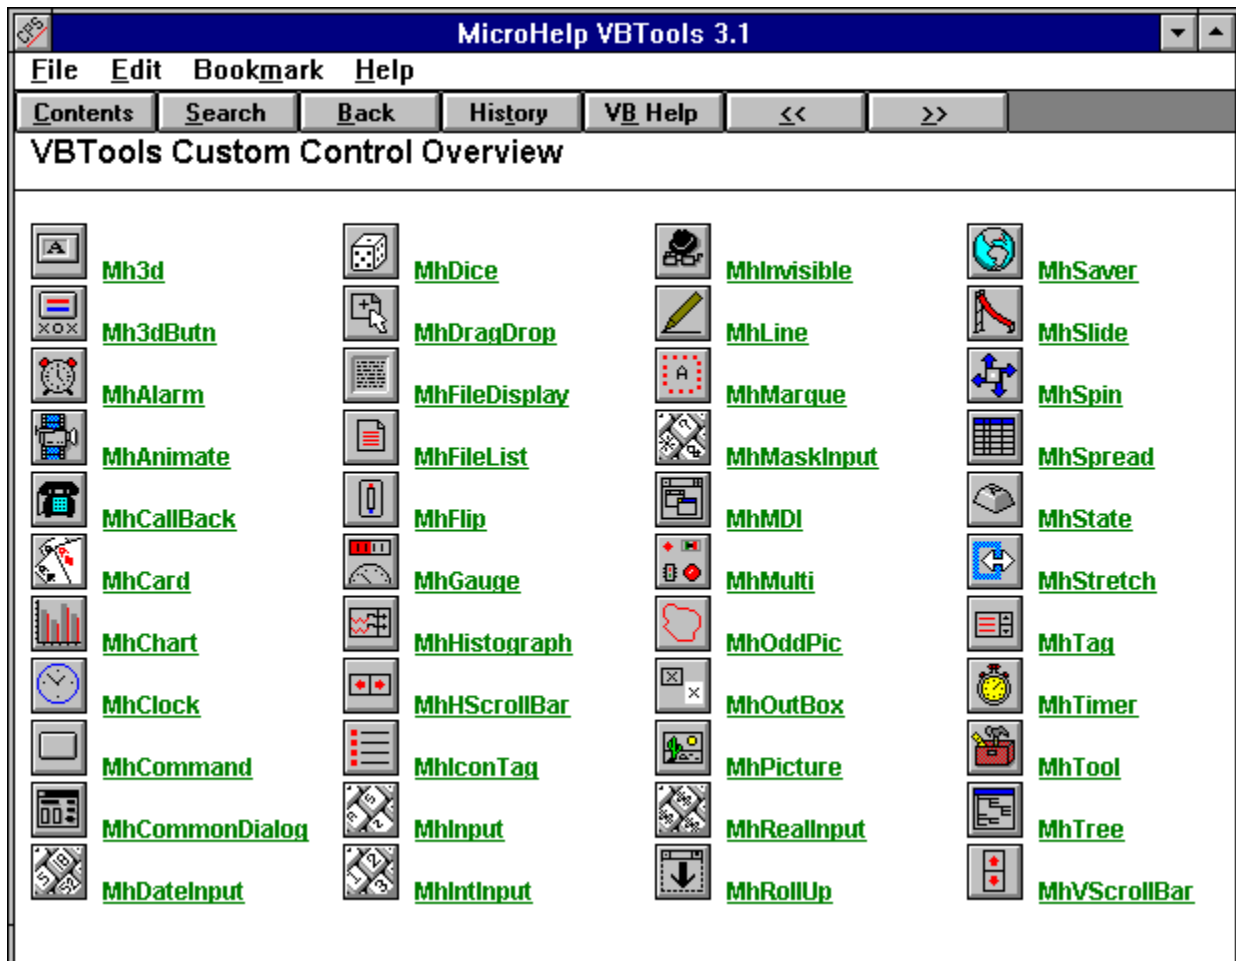 MicroHelp VBTools 3.1
File Edit Bookmark Help
Contents Search Back History VB Help << >>
VBTools Custom Control Overview
Mh3d MhDice MhInvisible MhSaver
Mh3dButn MhDragDrop MhLine MhSlide
MhAlarm MhFileDisplay MhMarque MhSpin
MhAnimate MhFileList MhMaskInput MhSpread
MhCallBack MhFlip MhMDI MhState
MhCard MhGauge MhMulti MhStretch
MhChart MhHistograph MhOddPic MhTag
MhClock MhHScrollBar MhOutBox MhTimer
MhCommand MhIconTag MhPicture MhTool
MhCommonDialog MhInput MhRealInput MhTree
MhDateInput MhIntInput MhRollUp MhVScrollBar